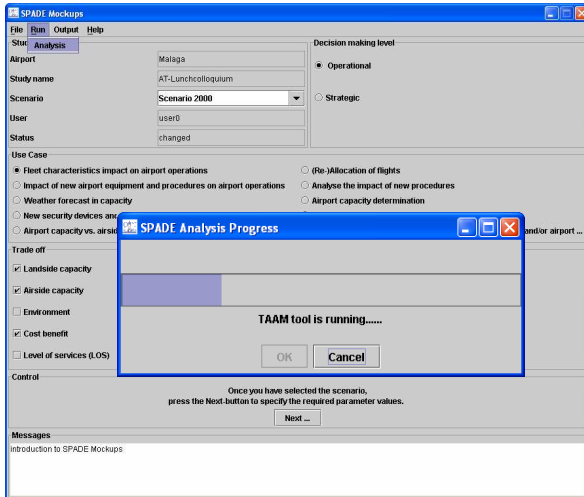 SPADE Mockups
File Run Output Help
Analysis
Decision making level
Airport Malaga
Operational
Study name AT-Lunchcolloquium
Scenario Scenario 2000
Strategic
User user0
Status changed
Use Case
Fleet characteristics impact on airport operations
(Re-)Allocation of flights
Impact of new airport equipment and procedures on airport operations
Analyse the impact of new procedures
Weather forecast in capacity
Airport capacity determination
New security devices
Airport capacity vs.
and/or airport ...
SPADE Analysis Progress
TAAM tool is running......
OK Cancel
Trade off
Landside capacity
Airside capacity
Environment
Cost benefit
Level of services (LOS)
Control
Once you have selected the scenario,
press the Next-button to specify the required parameter values.
Next ...
Messages
introduction to SPADE Mockups